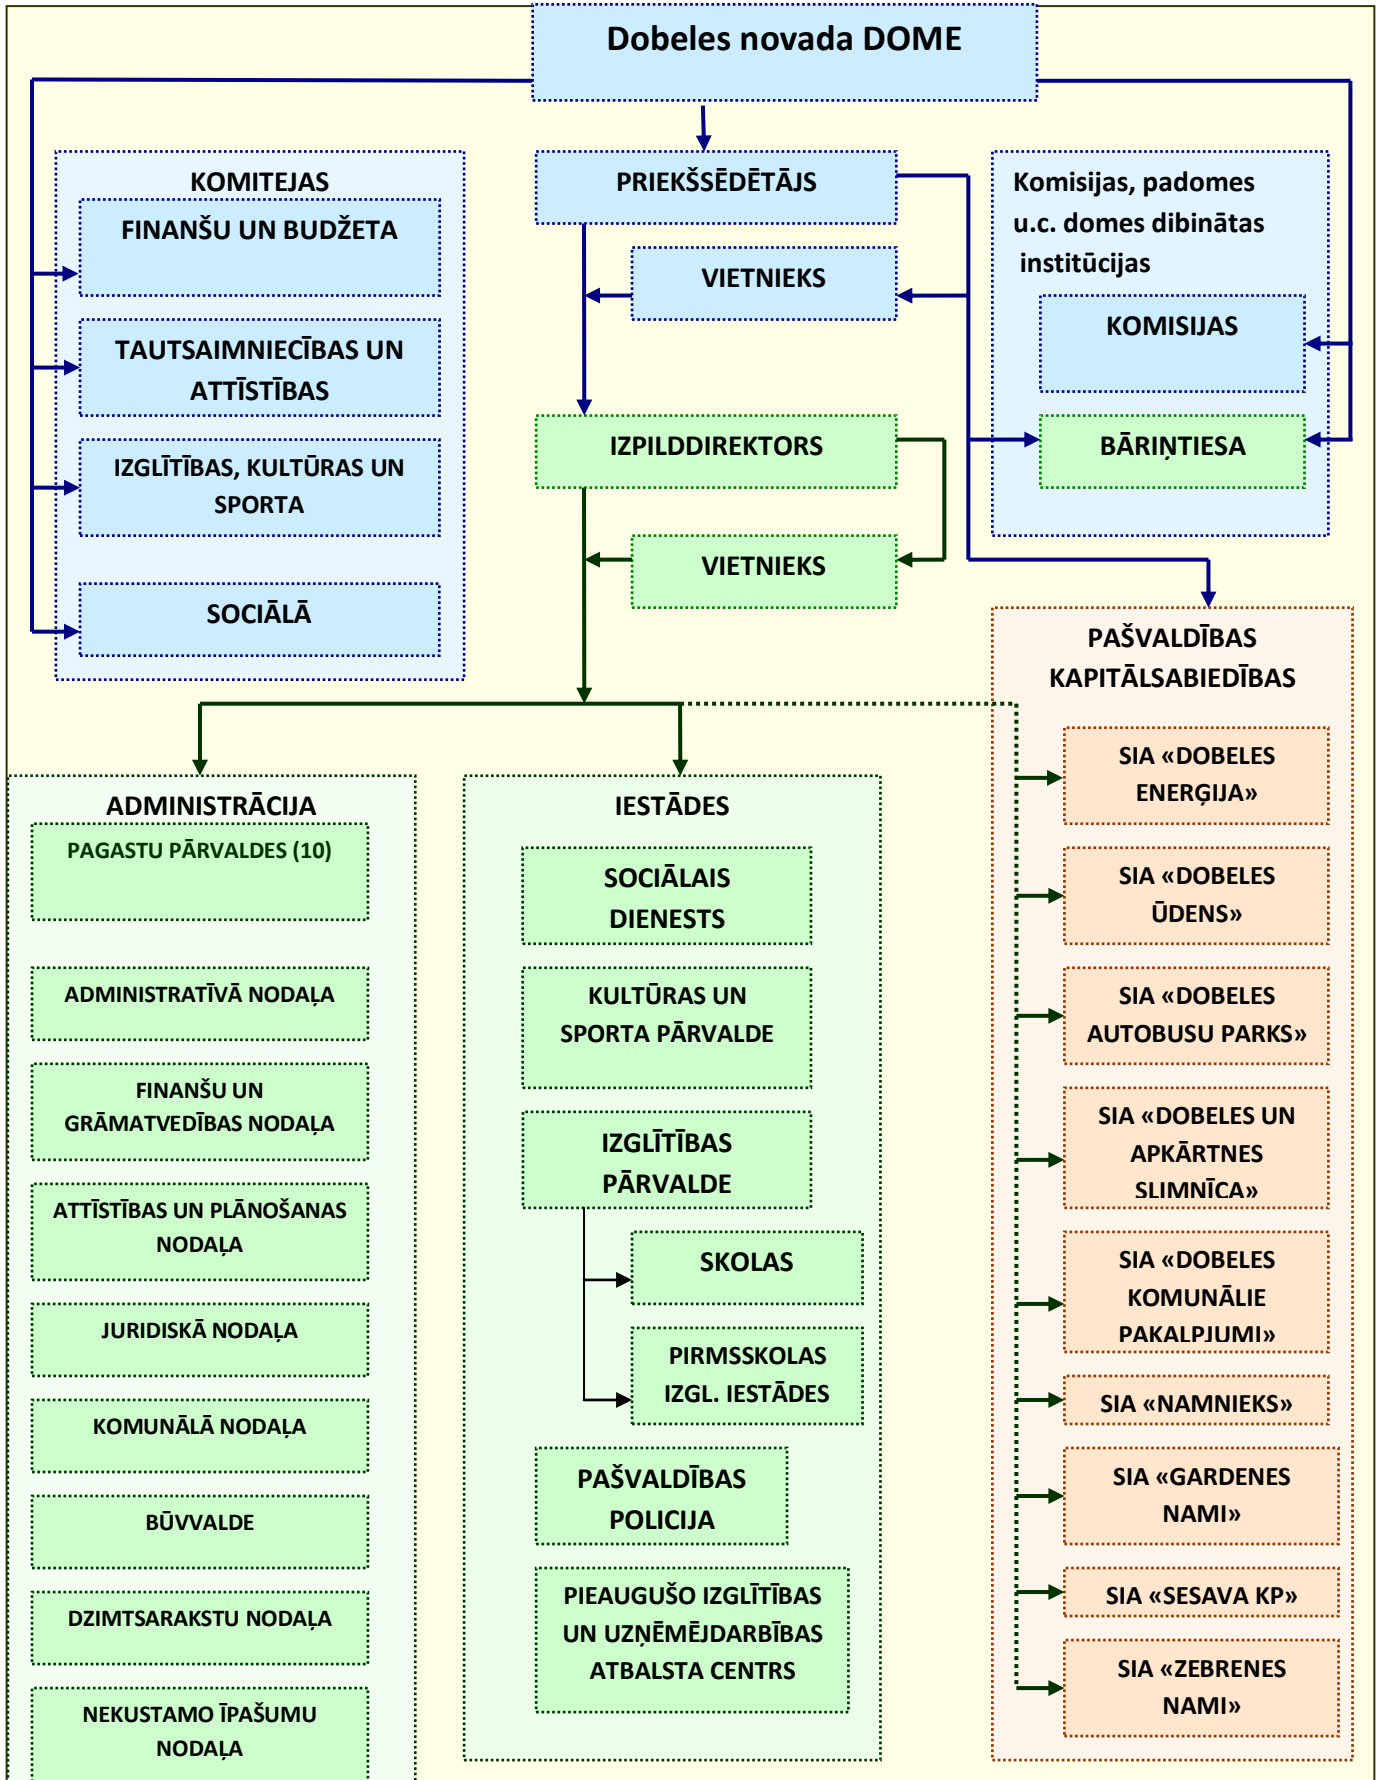 Dobeles novada DOME
KOMITEJAS
FINANŠU UN BUDŽETA
TAUTSAIMNIECĪBAS UN
ATTĪSTĪBAS
IZGLĪTĪBAS, KULTŪRAS UN
SPORTA
SOCIĀLĀ
PRIEKŠSĒDĒTĀJS
VIETNIEKS
IZPILDDIREKTORS
VIETNIEKS
Komisijas, padomes
u.c. domes dibinātas
institūcijas
KOMISIJAS
BĀRIŅTIESA
ADMINISTRĀCIJA
PAGASTU PĀRVALDES (10)
ADMINISTRATĪVĀ NODAĻA
FINANŠU UN
GRĀMATVEDĪBAS NODAĻA
ATTĪSTĪBAS UN PLĀNOŠANAS
NODAĻA
JURIDISKĀ NODAĻA
KOMUNĀLĀ NODAĻA
BŪVVALDE
DZIMTSARAKSTU NODAĻA
NEKUSTAMO ĪPAŠUMU
NODAĻA
IESTĀDES
SOCIĀLAIS
DIENESTS
KULTŪRAS UN
SPORTA PĀRVALDE
IZGLĪTĪBAS
PĀRVALDE
SKOLAS
PIRMSSKOLAS
IZGL. IESTĀDES
PAŠVALDĪBAS
POLICIJA
PIEAUGUŠO IZGLĪTĪBAS
UN UZŅĒMĒJDARBĪBAS
ATBALSTA CENTRS
PAŠVALDĪBAS
KAPITĀLSABIEDĪBAS
SIA «DOBELES
ENERĢIJA»
SIA «DOBELES
ŪDENS»
SIA «DOBELES
AUTOBUSU PARKS»
SIA «DOBELES UN
APKĀRTNES
SLIMNĪCA»
SIA «DOBELES
KOMUNĀLIE
PAKALPJUMI»
SIA «NAMNIEKS»
SIA «GARDENES
NAMI»
SIA «SESAVA KP»
SIA «ZEBRENES
NAMI»